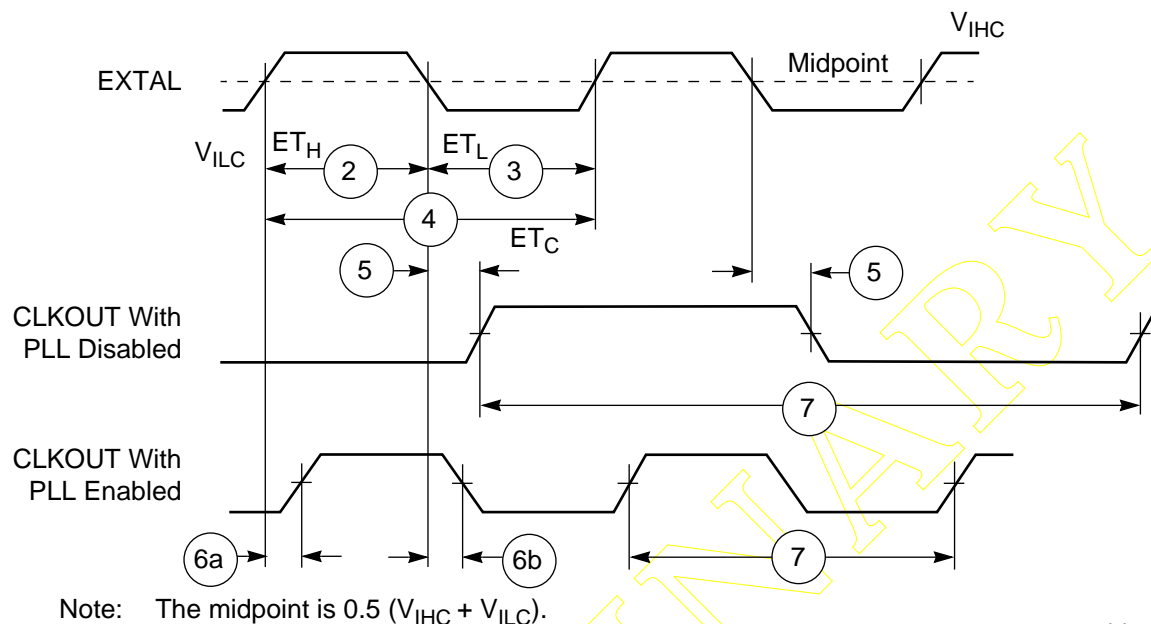 V_IHC
EXTAL
Midpoint
V_ILC
ET_H
2
ET_L
3
4
ET_C
5
5
CLKOUT With
PLL Disabled
7
CLKOUT With
PLL Enabled
6a
6b
7
Note: The midpoint is 0.5 (V_IHC + V_ILC).